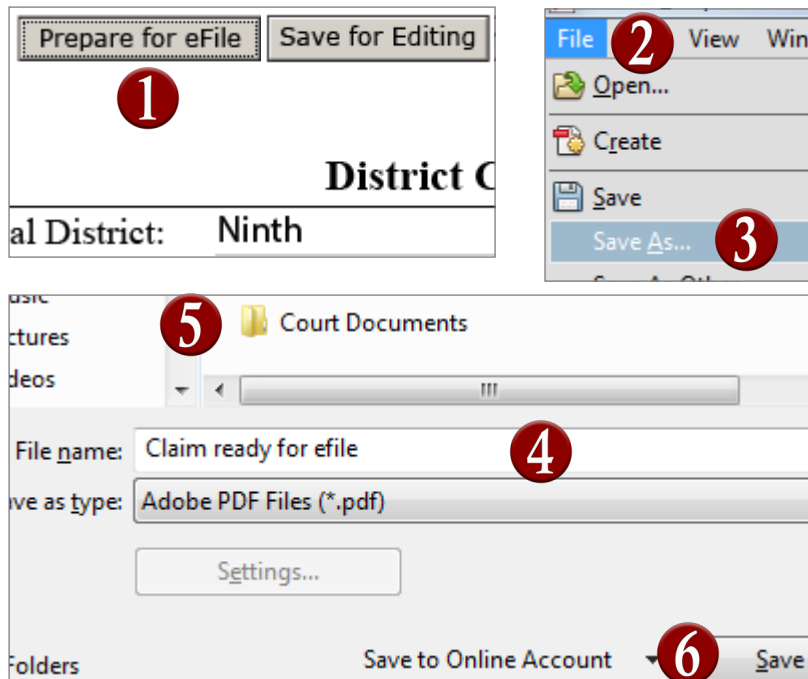 Prepare for eFile Save for Editing
1
District C
al District: Ninth
File 2 View Win
Open...
Create
Save
Save As... 3
usic
ctures
deos
5 Court Documents
File name: Claim ready for efile 4
ave as type: Adobe PDF Files (*.pdf)
Settings...
Folders Save to Online Account 6 Save